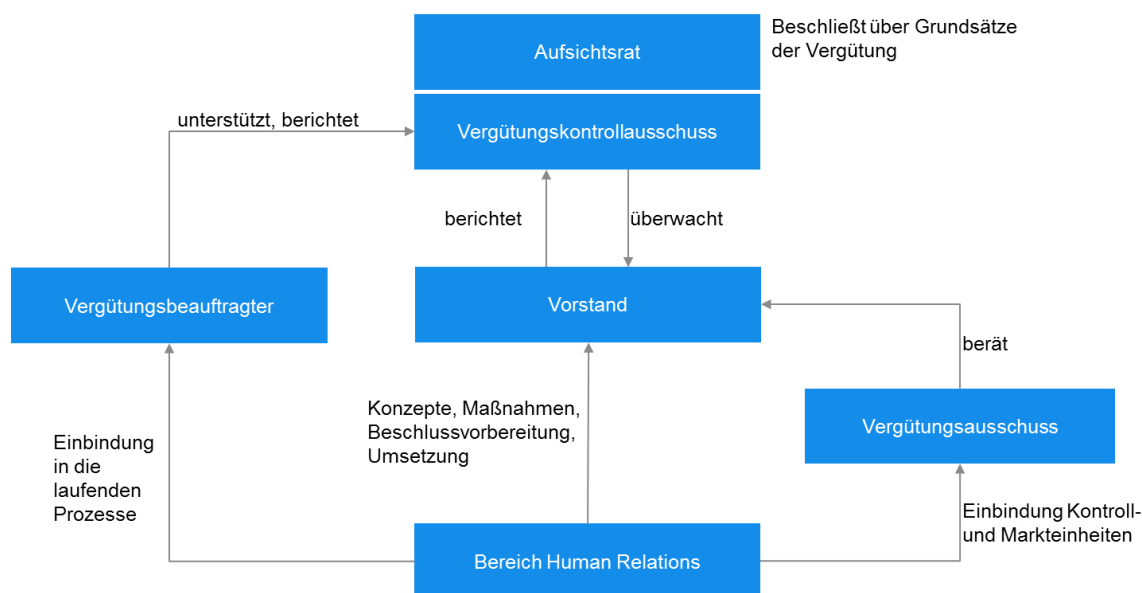 Aufsichtsrat
Beschließt über Grundsätze
der Vergütung
unterstützt, berichtet
Vergütungskontrollausschuss
berichtet
überwacht
Vergütungsbeauftragter
Vorstand
berät
Konzepte, Maßnahmen,
Beschlussvorbereitung,
Umsetzung
Vergütungsausschuss
Einbindung
in die
laufenden
Prozesse
Einbindung Kontroll-
und Markteinheiten
Bereich Human Relations